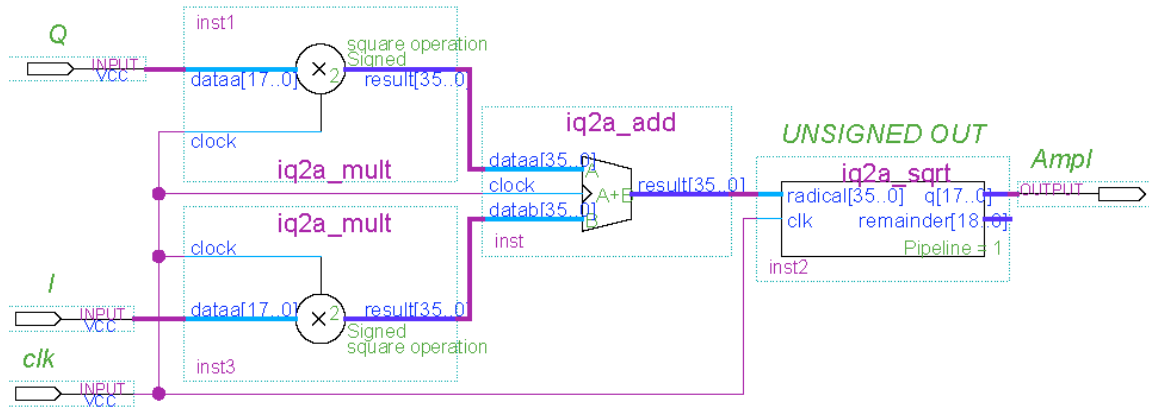 Q
INPUT
VCC
inst1
square operation
Signed
×2
dataa[17..0]
result[35..0]
clock
iq2a_mult
iq2a_add
dataa[35..0]
A
clock
A+B
result[35..0]
datab[35..0]
B
inst
UNSIGNED OUT
iq2a_sqrt
radical[35..0]
q[17..0]
clk
remainder[18..0]
Pipeline = 1
inst2
Ampl
OUTPUT
iq2a_mult
clock
I
INPUT
VCC
dataa[17..0]
×2
result[35..0]
Signed
square operation
inst3
clk
INPUT
VCC